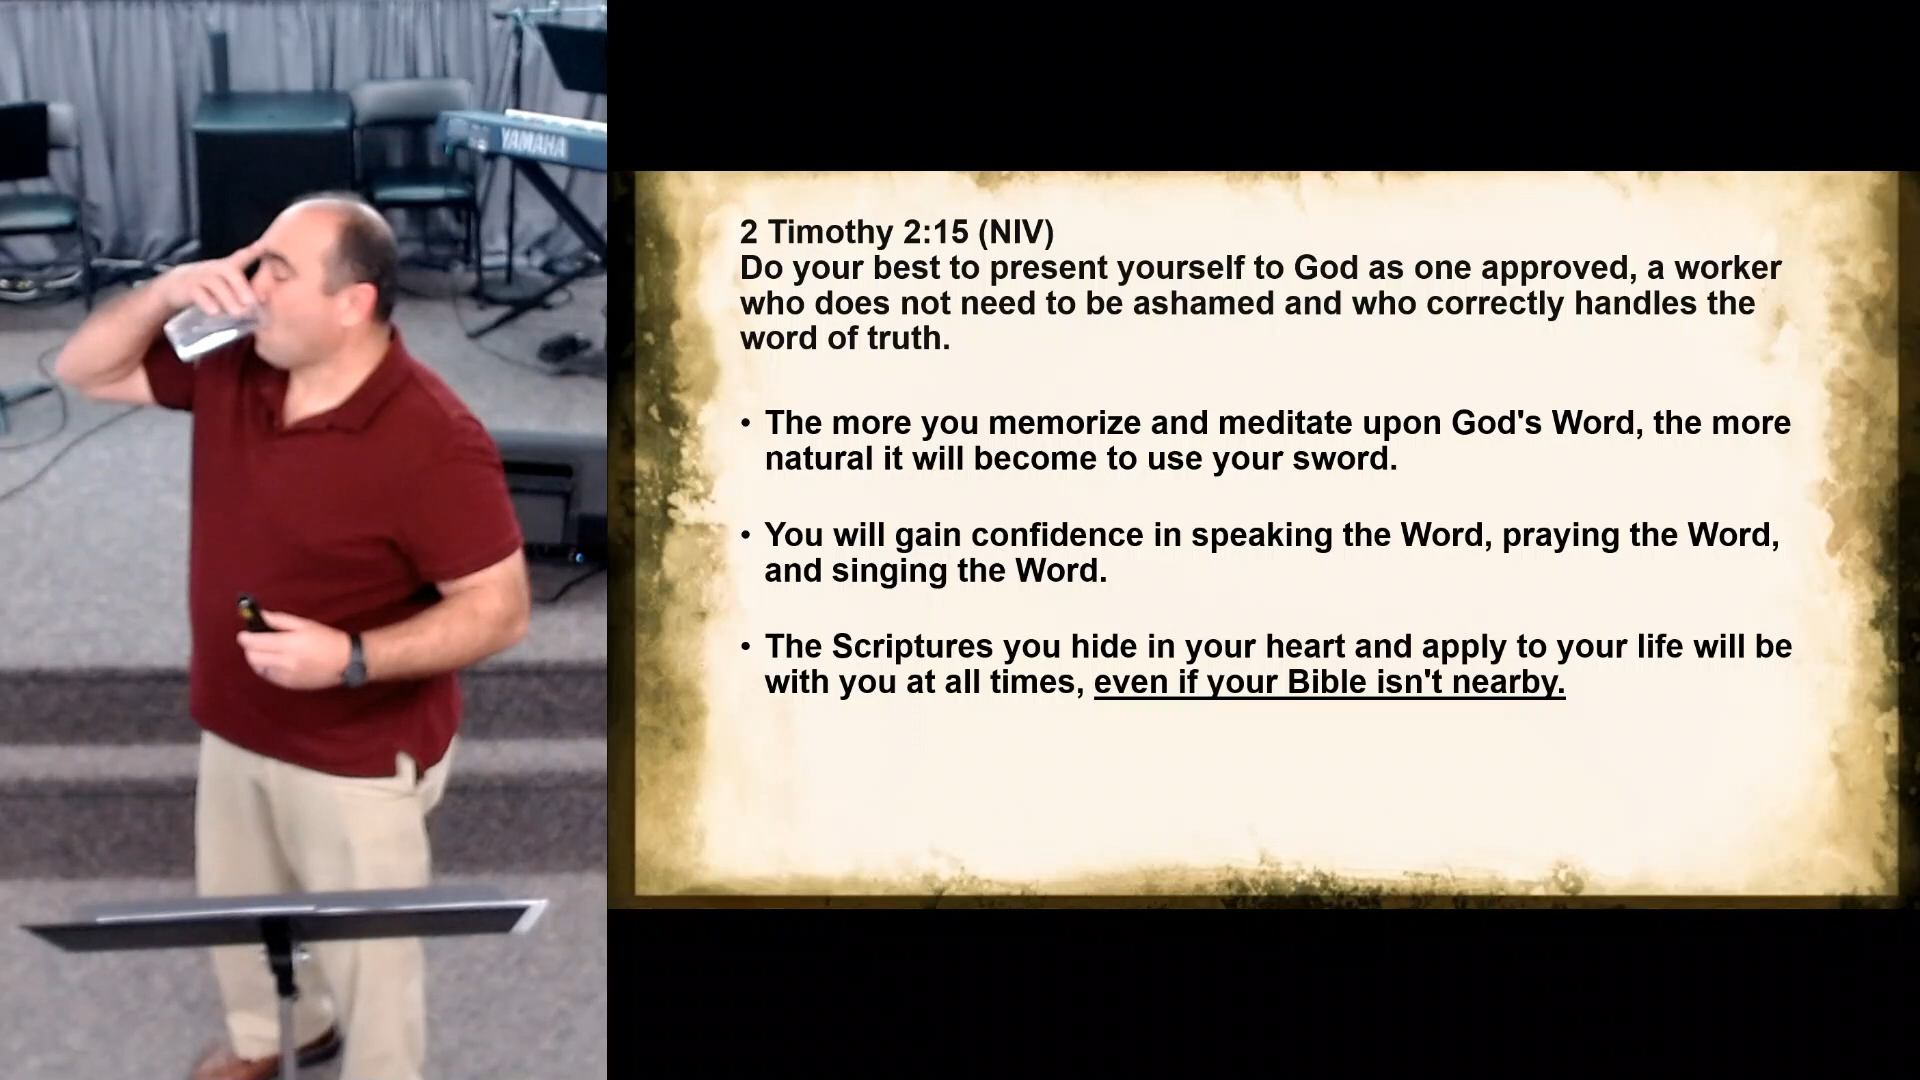 YAMAHA
2 Timothy 2:15 (NIV)
Do your best to present yourself to God as one approved, a worker
who does not need to be ashamed and who correctly handles the
word of truth.
• The more you memorize and meditate upon God's Word, the more
natural it will become to use your sword.
• You will gain confidence in speaking the Word, praying the Word,
and singing the Word.
• The Scriptures you hide in your heart and apply to your life will be
with you at all times, even if your Bible isn't nearby.